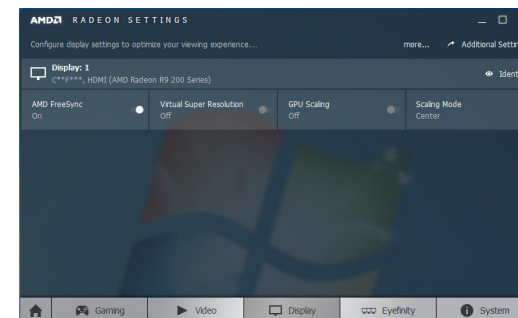 AMD RADEON SETTINGS
Configure display settings to optimize your viewing experience.... more... Additional Settin
Display: 1
C**F***, HDMI (AMD Radeon R9 200 Series) Ident
AMD FreeSync Virtual Super Resolution GPU Scaling Scaling Mode
On Off Off Center
Gaming Video Display Eyefinity System